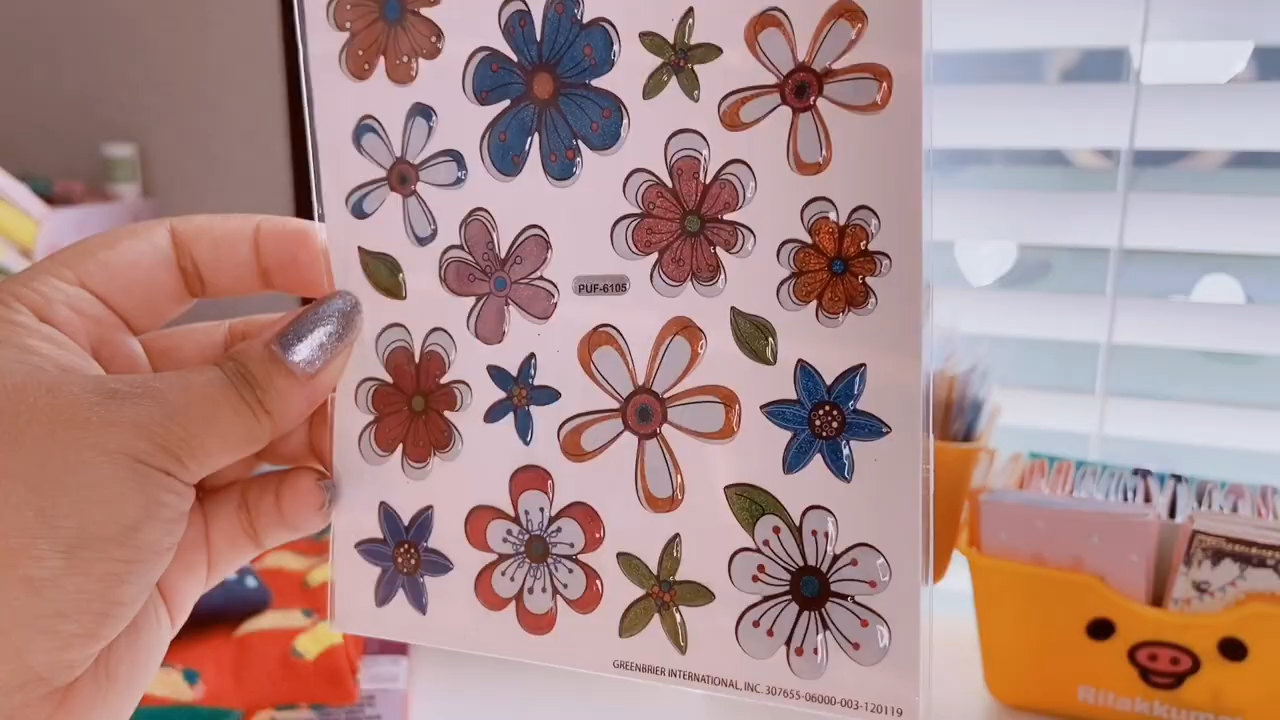 PUF-6105
GREENBRIER INTERNATIONAL, INC. 307655-06000-003-120119
Rilakkuma